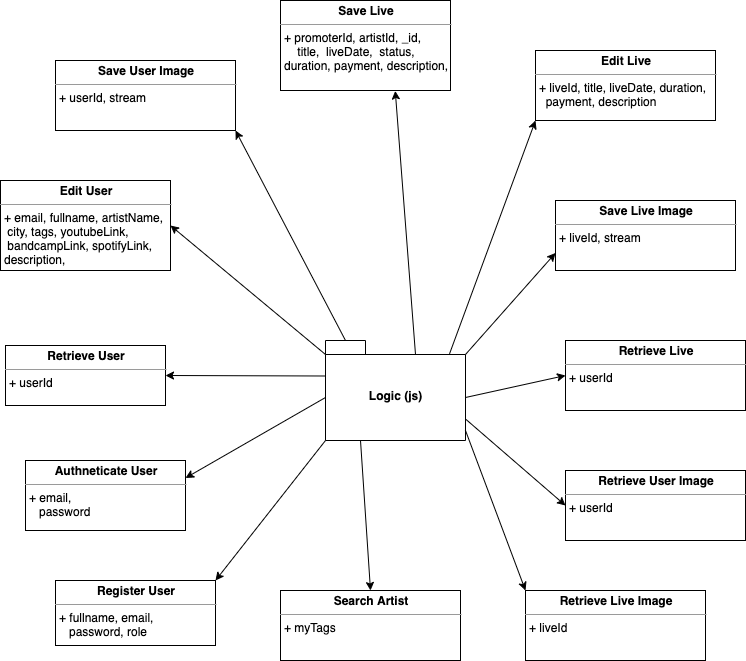 Save Live
+ promoterId, artistId, _id,
title, liveDate, status,
duration, payment, description,
Save User Image
+ userId, stream
Edit Live
+ liveId, title, liveDate, duration,
payment, description
Edit User
+ email, fullname, artistName,
city, tags, youtubeLink,
bandcampLink, spotifyLink,
description,
Save Live Image
+ liveId, stream
Retrieve User
+ userId
Logic (js)
Retrieve Live
+ userId
Authneticate User
+ email,
password
Retrieve User Image
+ userId
Register User
+ fullname, email,
password, role
Search Artist
+ myTags
Retrieve Live Image
+ liveId